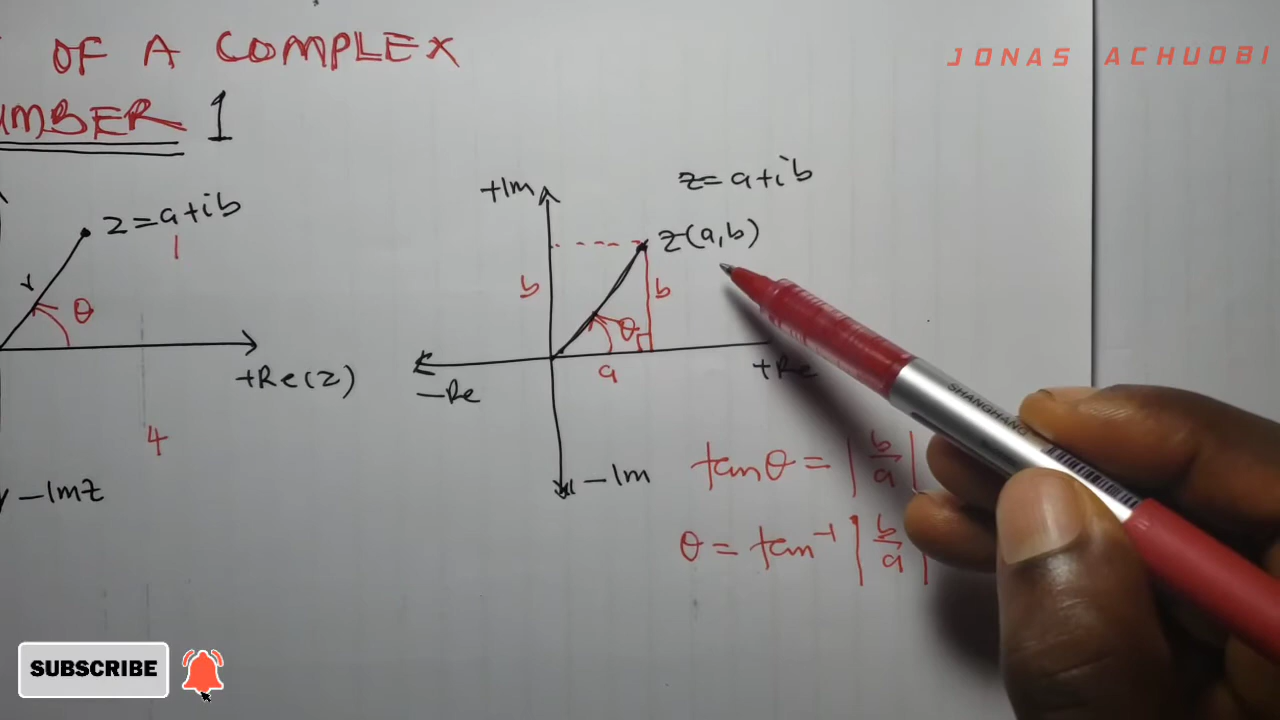 OF A COMPLEX
JONAS ACHUOBI
UMBER 1
z=a+ib
1
r
θ
+Re(z)
4
-Imz
+Im
z=a+ib
z(a,b)
b
b
θ
a
-Re
+Re
-Im
tanθ = |b/a|
θ = tan⁻¹|b/a|
SHANGHANG
SUBSCRIBE